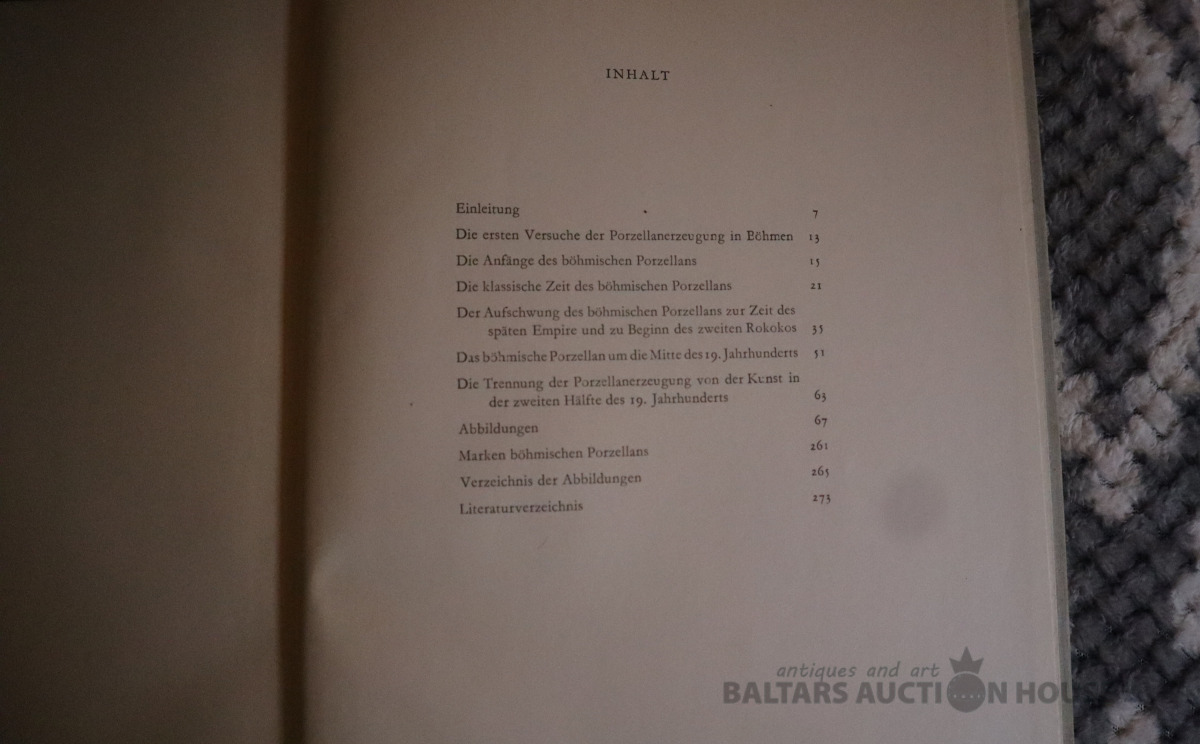 INHALT
Einleitung 7
Die ersten Versuche der Porzellanerzeugung in Böhmen 13
Die Anfänge des böhmischen Porzellans 15
Die klassische Zeit des böhmischen Porzellans 21
Der Aufschwung des böhmischen Porzellans zur Zeit des
späten Empire und zu Beginn des zweiten Rokokos 35
Das böhmische Porzellan um die Mitte des 19. Jahrhunderts 51
Die Trennung der Porzellanerzeugung von der Kunst in
der zweiten Hälfte des 19. Jahrhunderts 63
Abbildungen 67
Marken böhmischen Porzellans 261
Verzeichnis der Abbildungen 265
Literaturverzeichnis 273
antiques and art
BALTARS AUCTION HOUSE